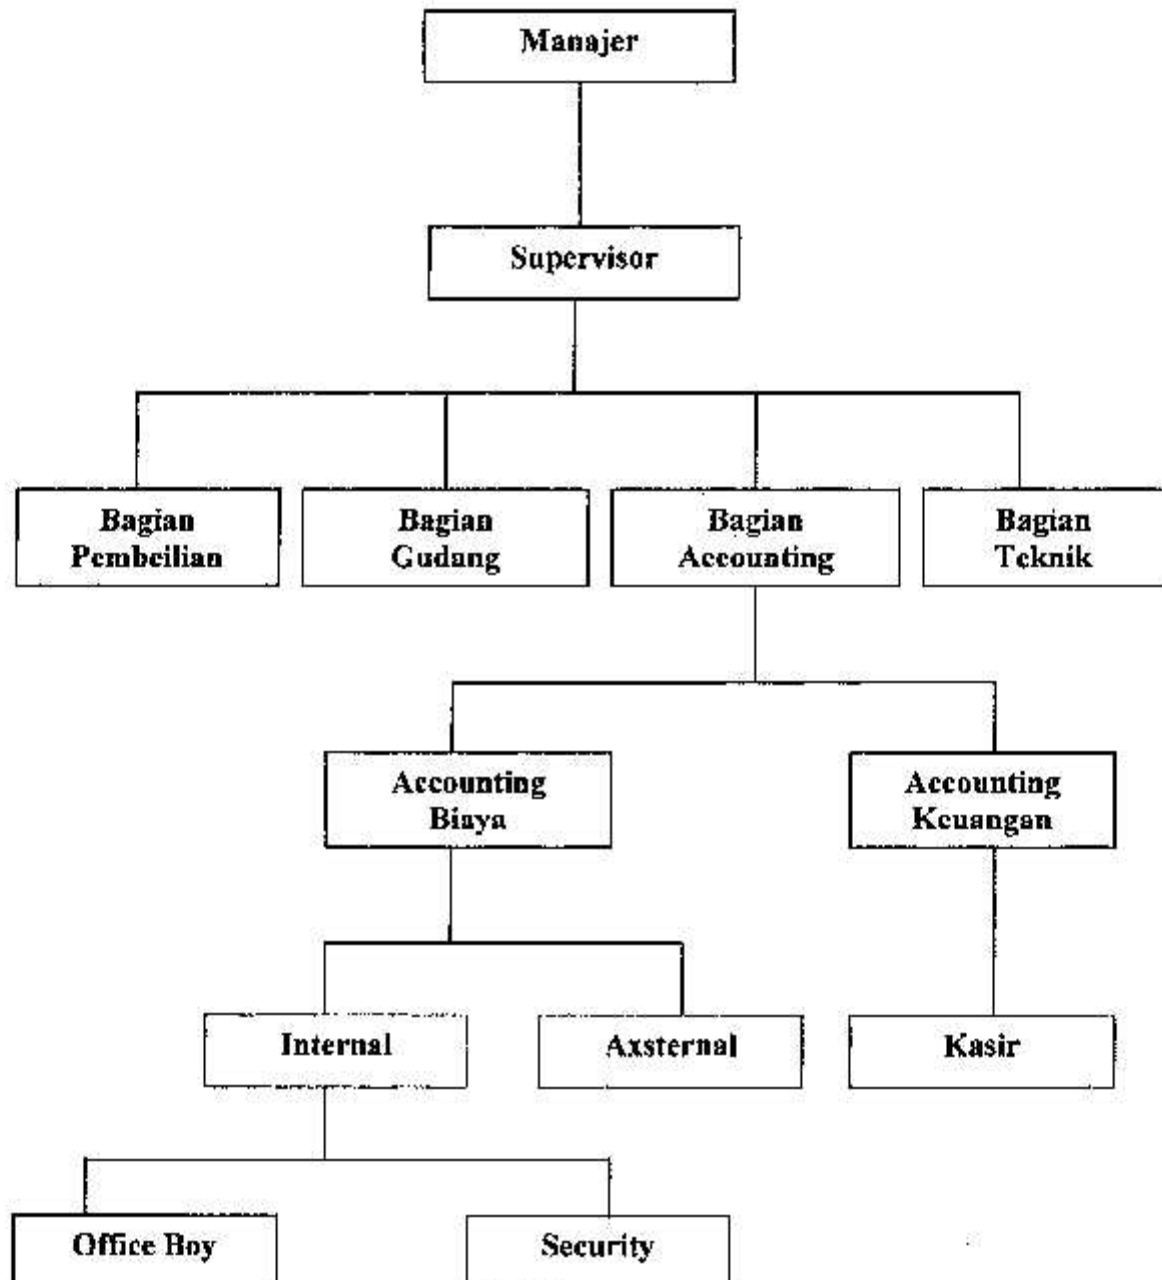 Manajer
Supervisor
Bagian
Pembeilian
Bagian
Gudang
Bagian
Accounting
Bagian
Teknik
Accounting
Biaya
Accounting
Keuangan
Internal
Axsternal
Kasir
Office Boy
Security